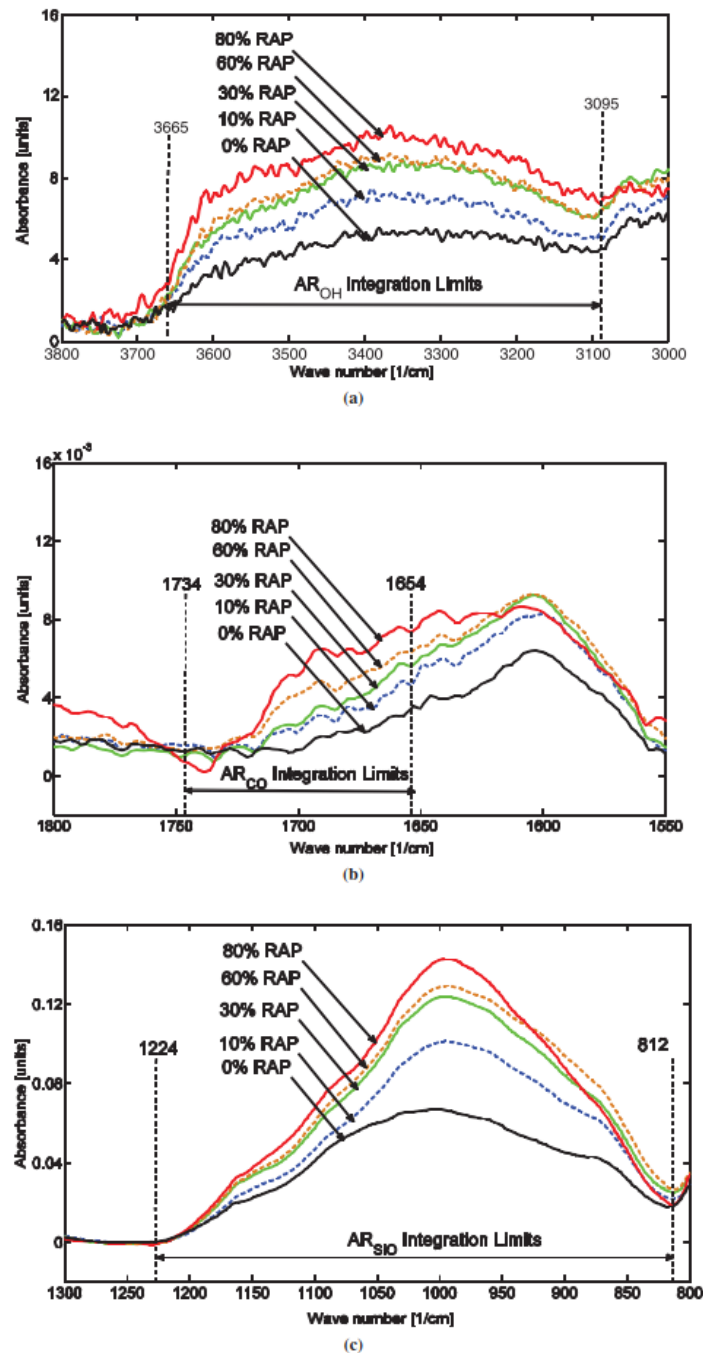 16
80% RAP
60% RAP
30% RAP
10% RAP
0% RAP
3665
3095
12
8
4
0
Absorbance [units]
AR_OH Integration Limits
3800 3700 3600 3500 3400 3300 3200 3100 3000
Wave number [1/cm]
(a)
16 x 10^-3
80% RAP
60% RAP
30% RAP
10% RAP
0% RAP
1734
1654
12
8
4
0
Absorbance [units]
AR_CO Integration Limits
1800 1750 1700 1650 1600 1550
Wave number [1/cm]
(b)
0.16
80% RAP
60% RAP
30% RAP
10% RAP
0% RAP
1224
812
0.12
0.08
0.04
0
Absorbance [units]
AR_SIO Integration Limits
1300 1250 1200 1150 1100 1050 1000 950 900 850 800
Wave number [1/cm]
(c)